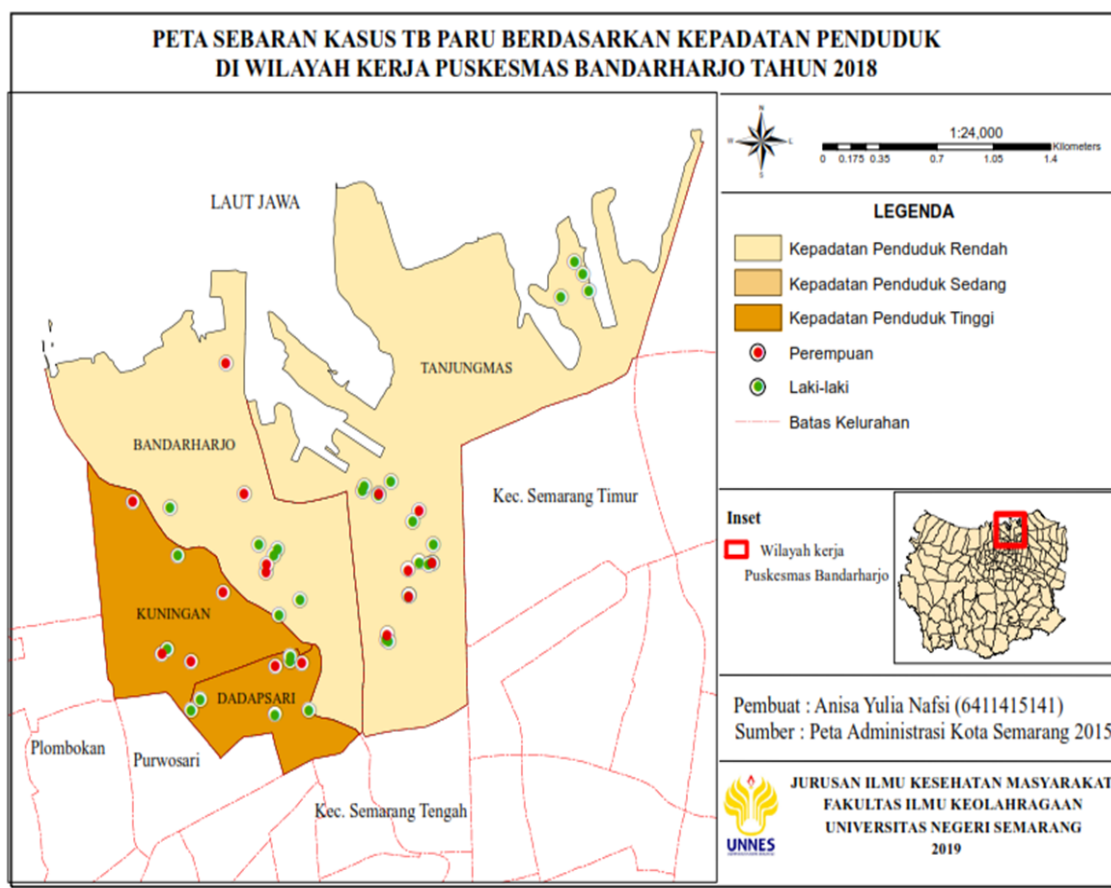 PETA SEBARAN KASUS TB PARU BERDASARKAN KEPADATAN PENDUDUK
DI WILAYAH KERJA PUSKESMAS BANDARHARJO TAHUN 2018
LAUT JAWA
TANJUNGMAS
BANDARHARJO
Kec. Semarang Timur
KUNINGAN
DADAPSARI
Plombokan
Purwosari
Kec. Semarang Tengah
N
W
L
S
1:24,000
Kilometers
0 0.175 0.35 0.7 1.05 1.4
LEGENDA
Kepadatan Penduduk Rendah
Kepadatan Penduduk Sedang
Kepadatan Penduduk Tinggi
Perempuan
Laki-laki
Batas Kelurahan
Inset
Wilayah kerja
Puskesmas Bandarharjo
Pembuat : Anisa Yulia Nafsi (6411415141)
Sumber : Peta Administrasi Kota Semarang 2015
JURUSAN ILMU KESEHATAN MASYARAKAT
FAKULTAS ILMU KEOLAHRAGAAN
UNIVERSITAS NEGERI SEMARANG
2019
UNNES